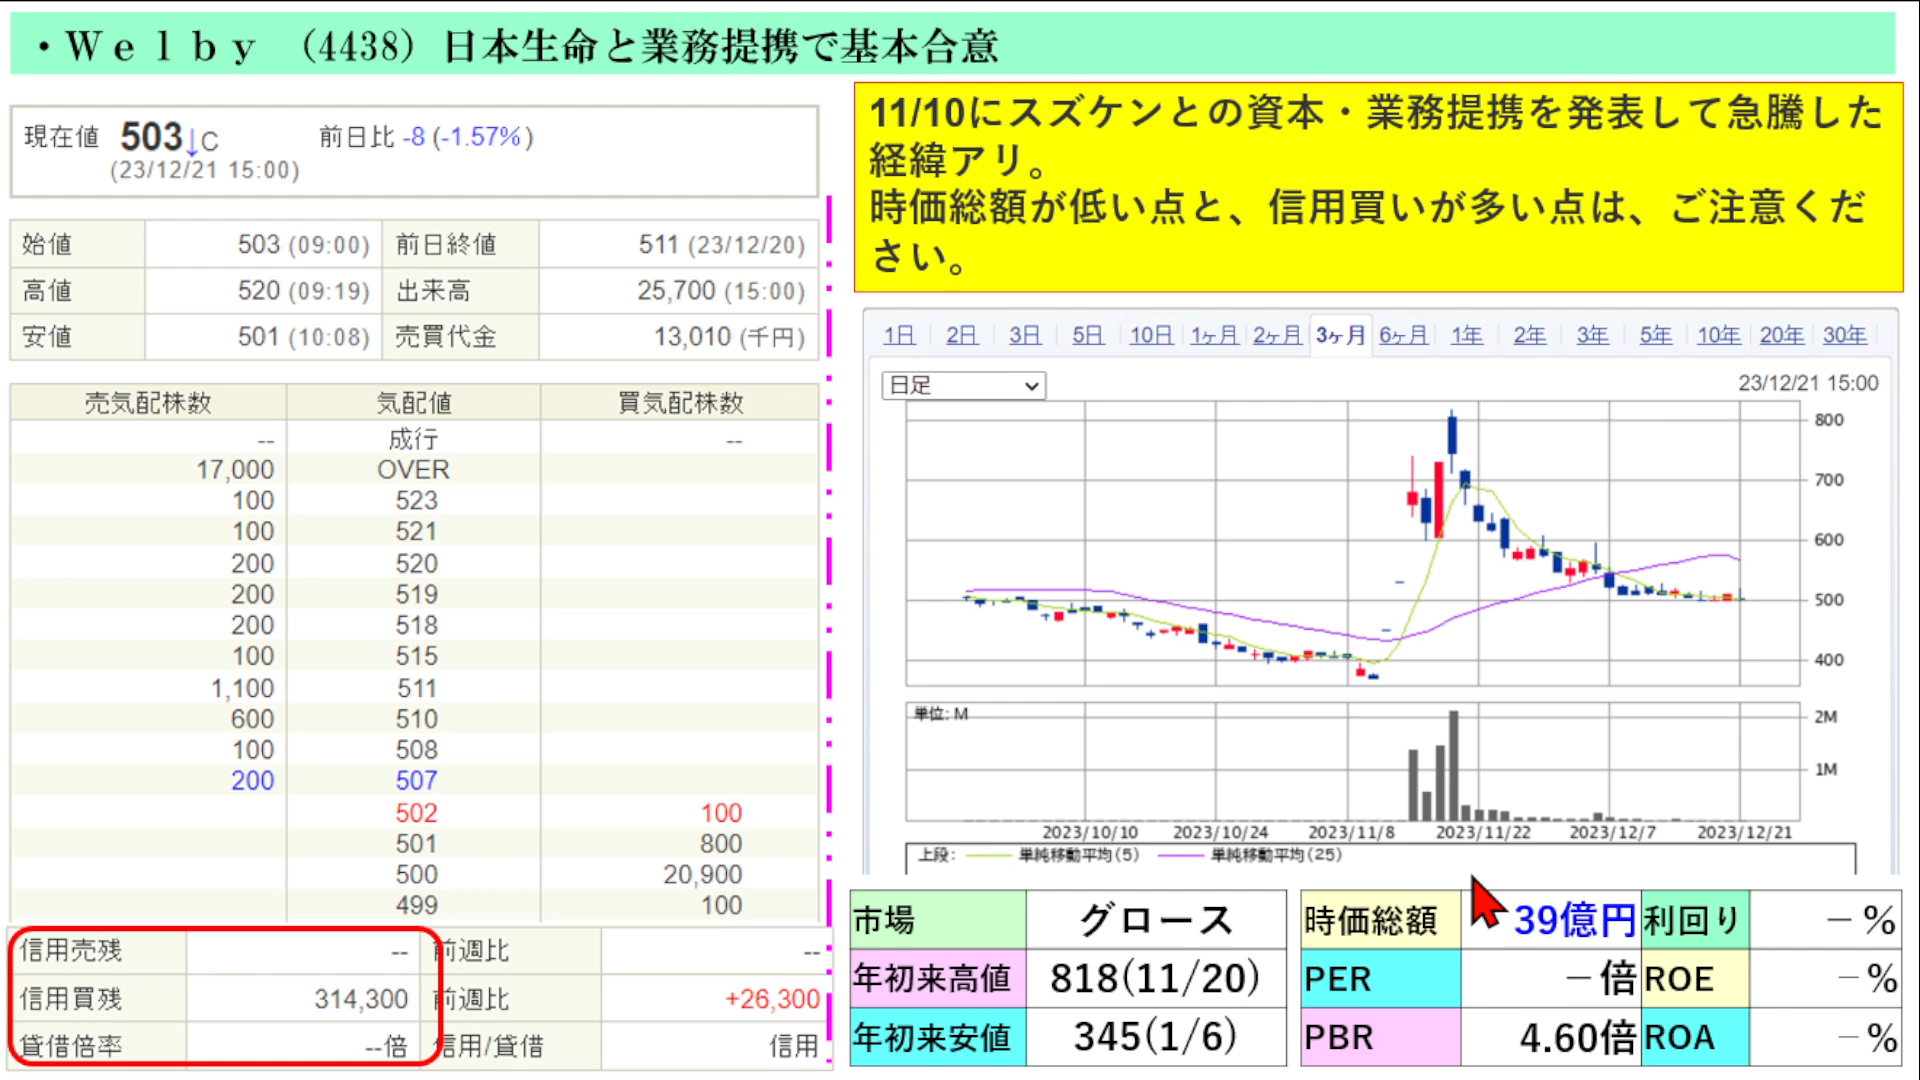 ・Ｗｅｌｂｙ （4438） 日本生命と業務提携で基本合意
現在値 503↓C 前日比 -8 (-1.57%)
(23/12/21 15:00)
始値 503 (09:00) 前日終値 511 (23/12/20)
高値 520 (09:19) 出来高 25,700 (15:00)
安値 501 (10:08) 売買代金 13,010 (千円)
売気配株数 気配値 買気配株数
-- 成行 --
17,000 OVER
100 523
100 521
200 520
200 519
200 518
100 515
1,100 511
600 510
100 508
200 507
502 100
501 800
500 20,900
499 100
信用売残 -- 前週比 --
信用買残 314,300 前週比 +26,300
貸借倍率 --倍 信用/貸借 信用
11/10にスズケンとの資本・業務提携を発表して急騰した
経緯アリ。
時価総額が低い点と、信用買いが多い点は、ご注意くだ
さい。
1日 2日 3日 5日 10日 1ヶ月 2ヶ月 3ヶ月 6ヶ月 1年 2年 3年 5年 10年 20年 30年
日足 23/12/21 15:00
800
700
600
500
400
単位: M
2M
1M
2023/10/10 2023/10/24 2023/11/8 2023/11/22 2023/12/7 2023/12/21
上段: 単純移動平均(5) 単純移動平均(25)
市場 グロース 時価総額 39億円 利回り －%
年初来高値 818(11/20) PER －倍 ROE －%
年初来安値 345(1/6) PBR 4.60倍 ROA －%